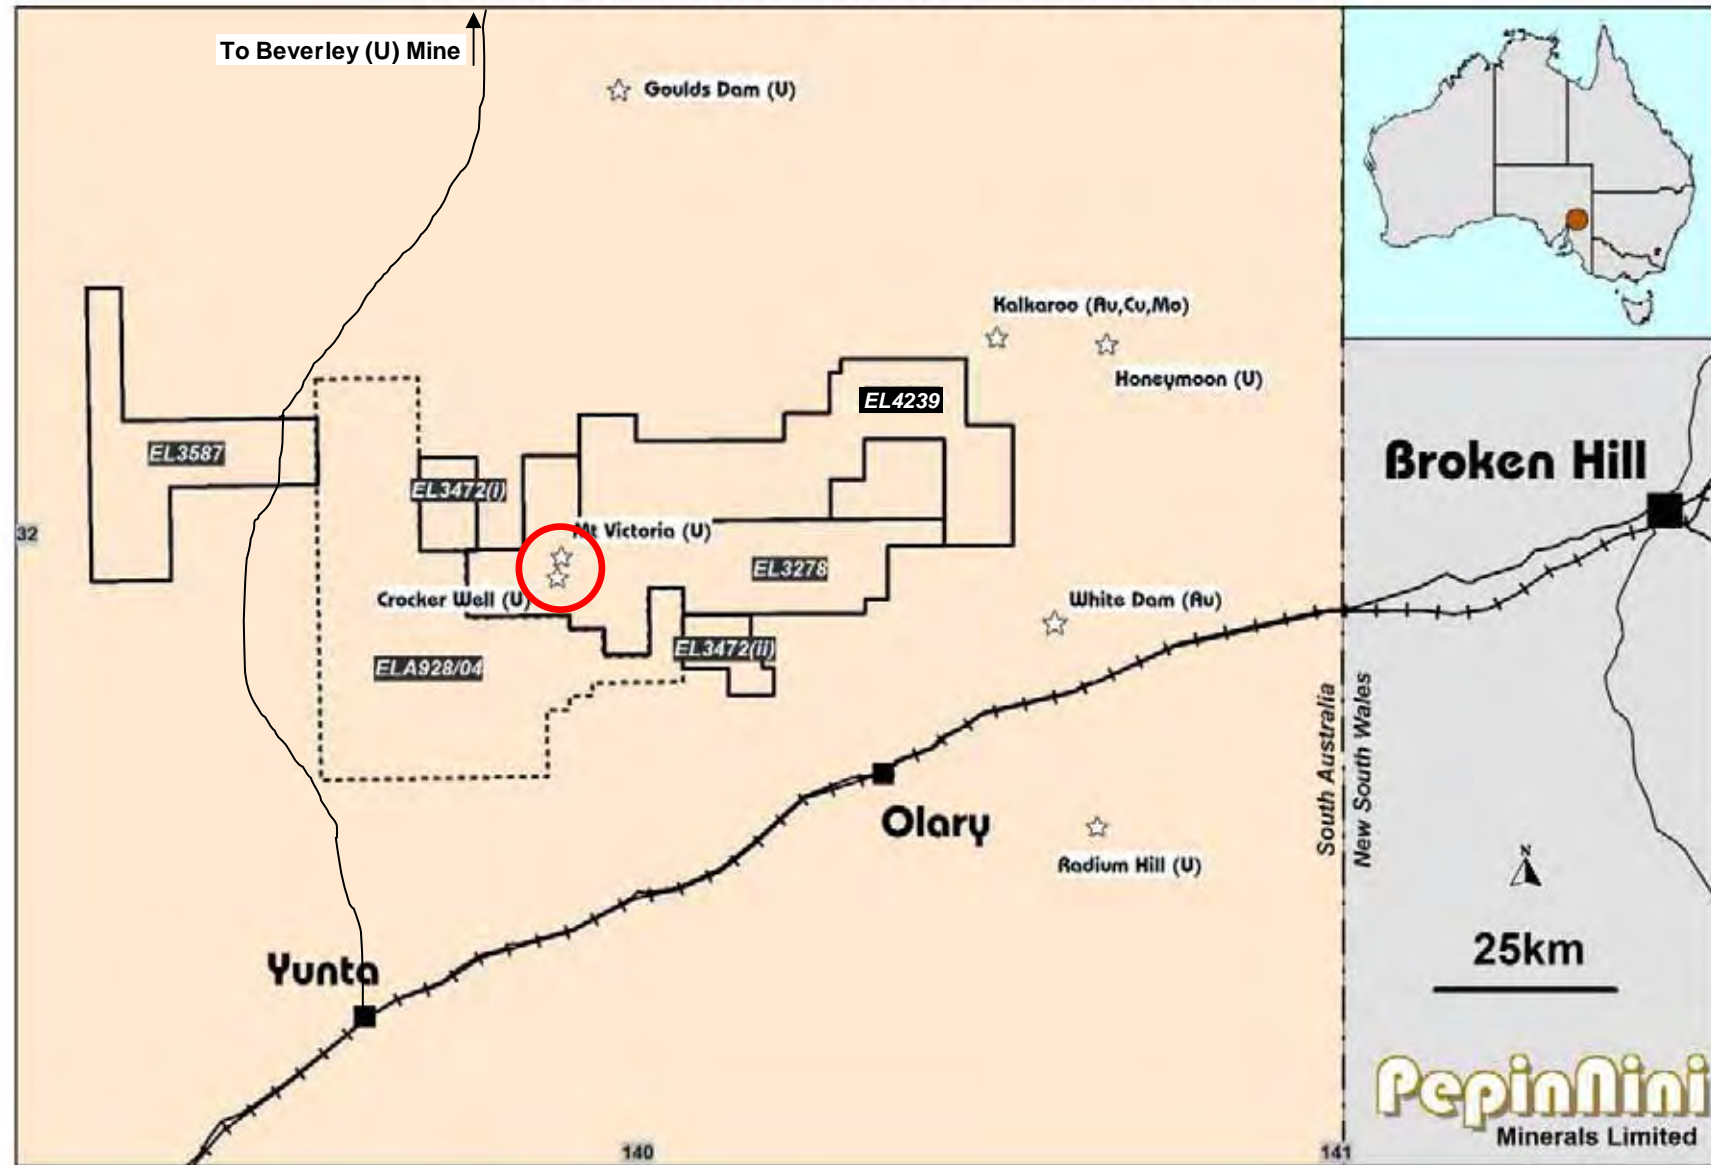 To Beverley (U) Mine
Goulds Dam (U)
Kalkaroo (Au,Cu,Mo)
Honeymoon (U)
EL4239
EL3587
EL3472(i)
Broken Hill
32
Mt Victoria (U)
EL3278
Crocker Well (U)
White Dam (Au)
EL3472(ii)
ELA928/04
South Australia
New South Wales
Olary
Radium Hill (U)
N
25km
Yunta
PepinNini
Minerals Limited
140
141